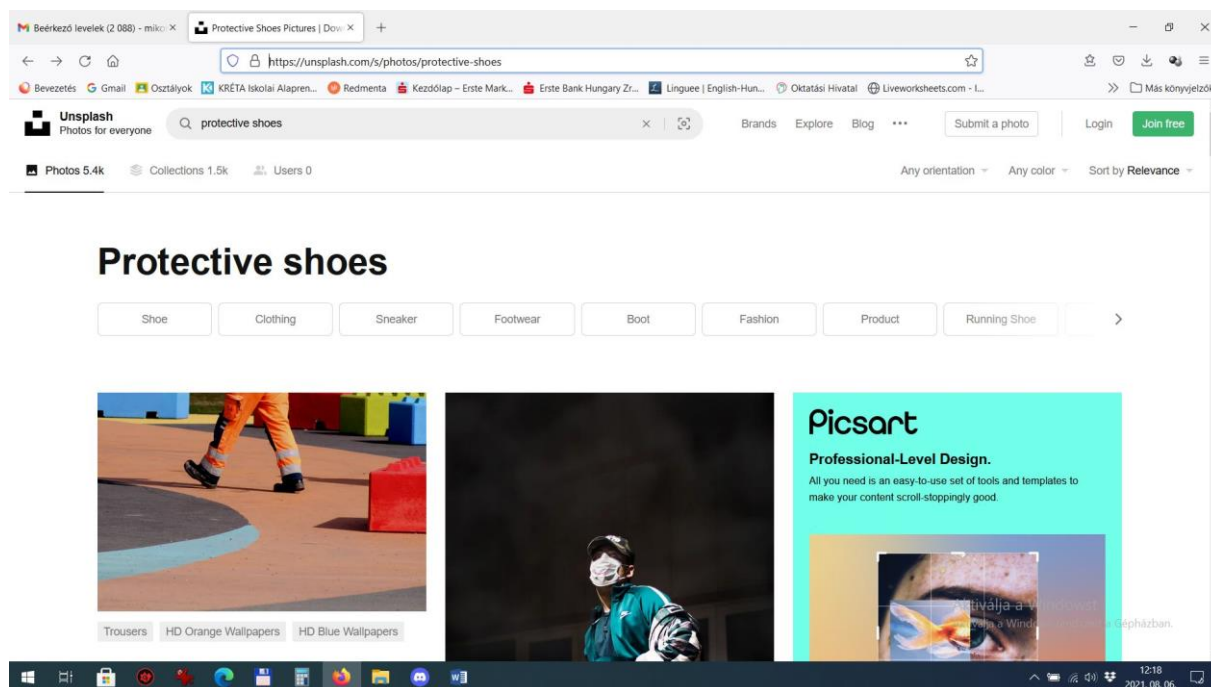 Beérkező levelek (2 088) - miko
Protective Shoes Pictures | Dow
https://unsplash.com/s/photos/protective-shoes
Bevezetés
Gmail
Osztályok
KRÉTA Iskolai Alapren...
Redmenta
Kezdőlap – Erste Mark...
Erste Bank Hungary Zr...
Linguee | English-Hun...
Oktatási Hivatal
Liveworksheets.com - I...
Más könyvjelzők
Unsplash
Photos for everyone
protective shoes
Brands
Explore
Blog
Submit a photo
Login
Join free
Photos 5.4k
Collections 1.5k
Users 0
Any orientation
Any color
Sort by Relevance
Protective shoes
Shoe
Clothing
Sneaker
Footwear
Boot
Fashion
Product
Running Shoe
Picsart
Professional-Level Design.
All you need is an easy-to-use set of tools and templates to
make your content scroll-stoppingly good.
Trousers
HD Orange Wallpapers
HD Blue Wallpapers
a Gépházban.
12:18
2021. 08. 06.